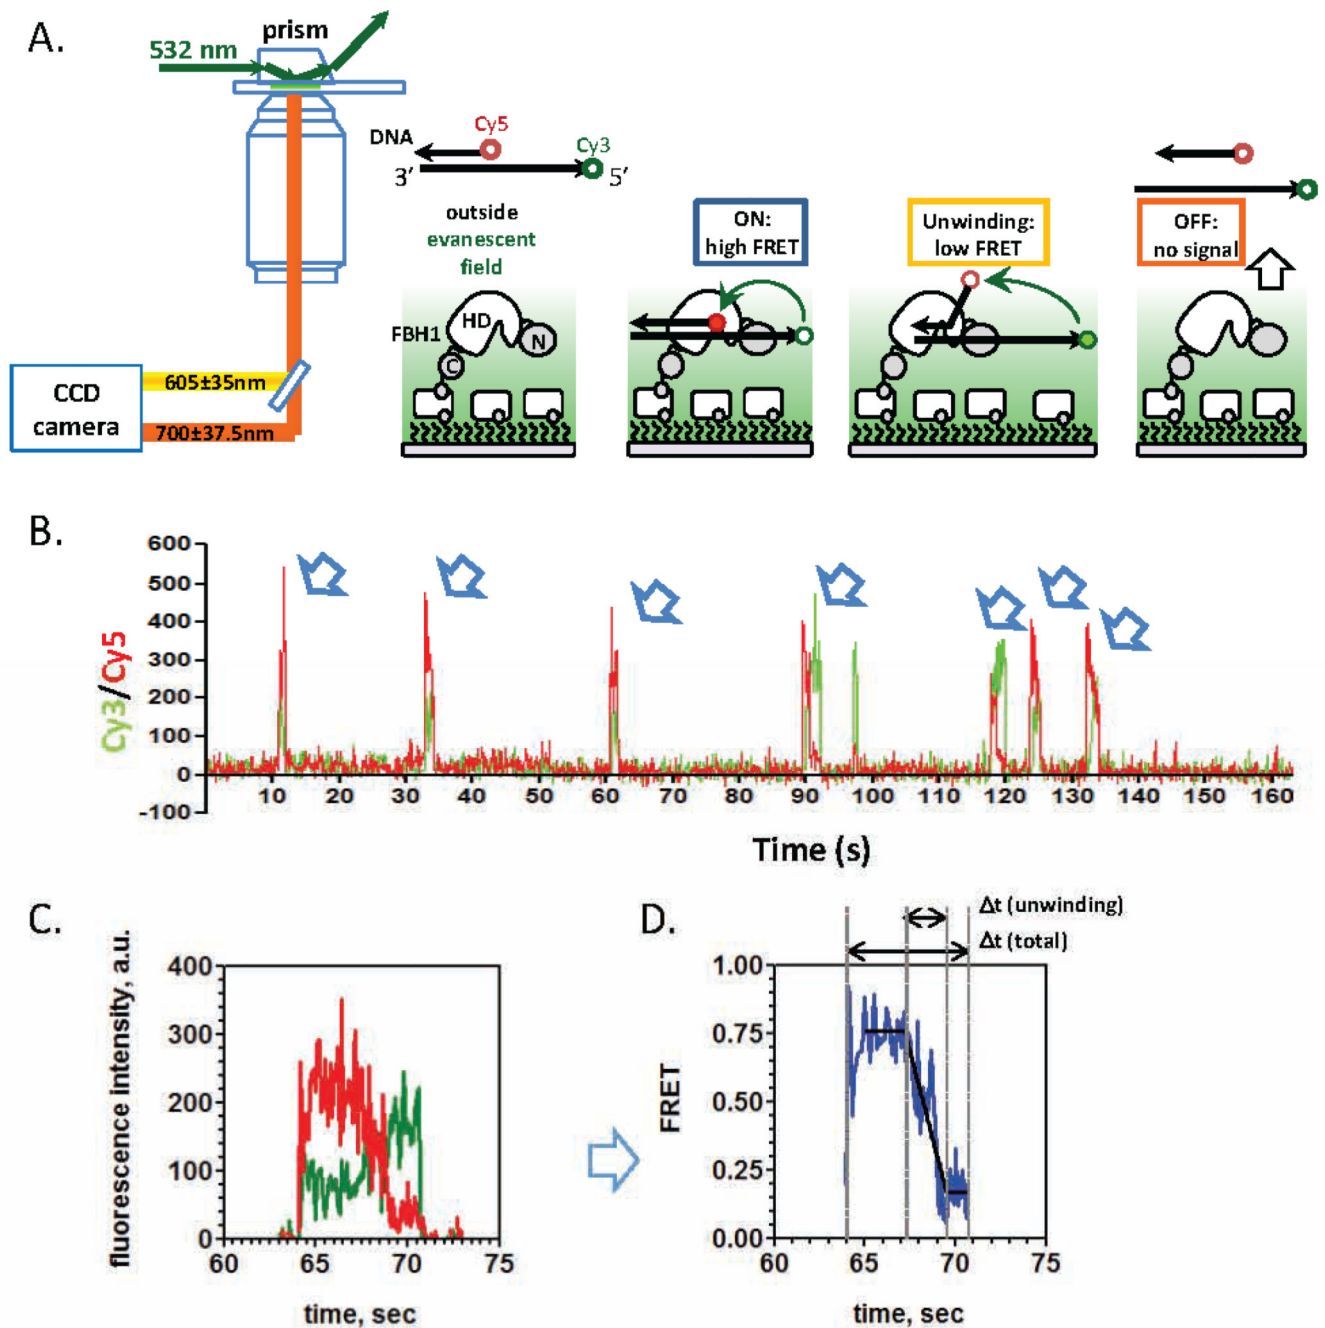 A.
prism
532 nm
DNA
Cy5
Cy3
3′
5′
outside
evanescent
field
ON:
high FRET
Unwinding:
low FRET
OFF:
no signal
FBH1
HD
N
C
CCD
camera
605±35nm
700±37.5nm
B.
Cy3/Cy5
600
500
400
300
200
100
0
-100
10 20 30 40 50 60 70 80 90 100 110 120 130 140 150 160
Time (s)
C.
fluorescence intensity, a.u.
400
300
200
100
0
60 65 70 75
time, sec
D.
Δt (unwinding)
Δt (total)
FRET
1.00
0.75
0.50
0.25
0.00
60 65 70 75
time, sec